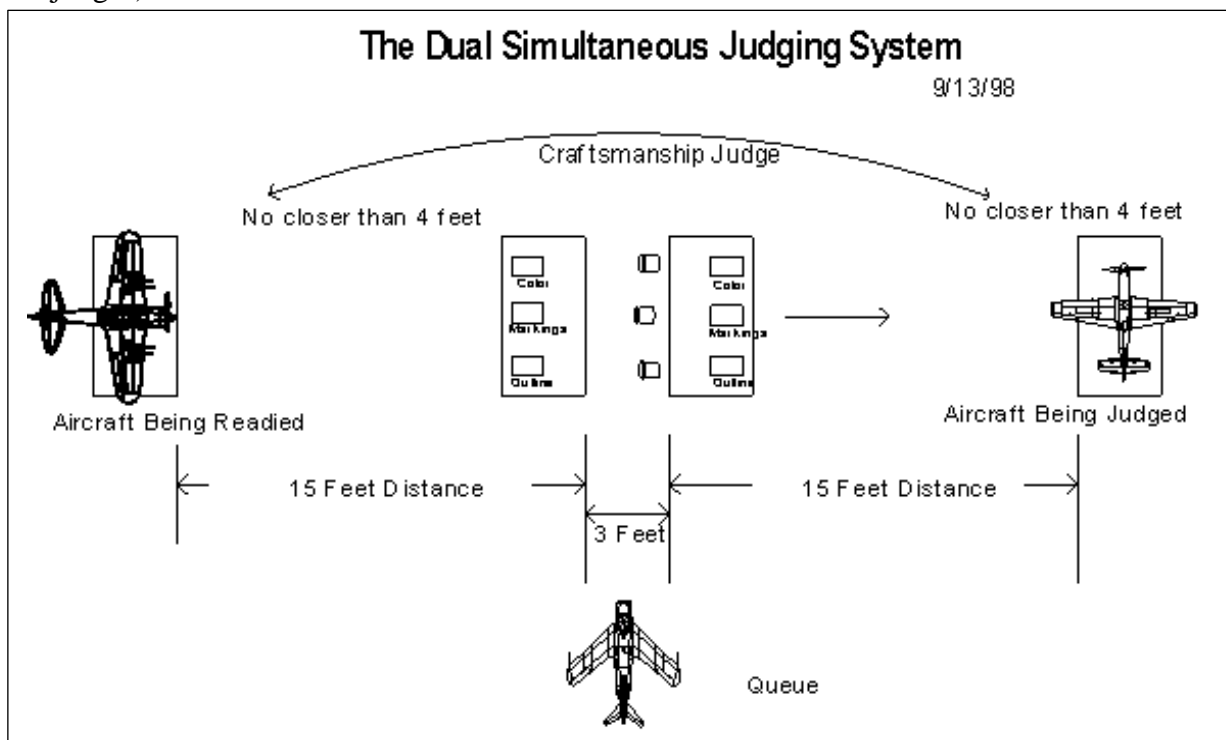 The Dual Simultaneous Judging System
9/13/98
Craftsmanship Judge
No closer than 4 feet
No closer than 4 feet
Color
Color
Markings
Markings
Outline
Outline
Aircraft Being Readied
Aircraft Being Judged
15 Feet Distance
15 Feet Distance
3 Feet
Queue